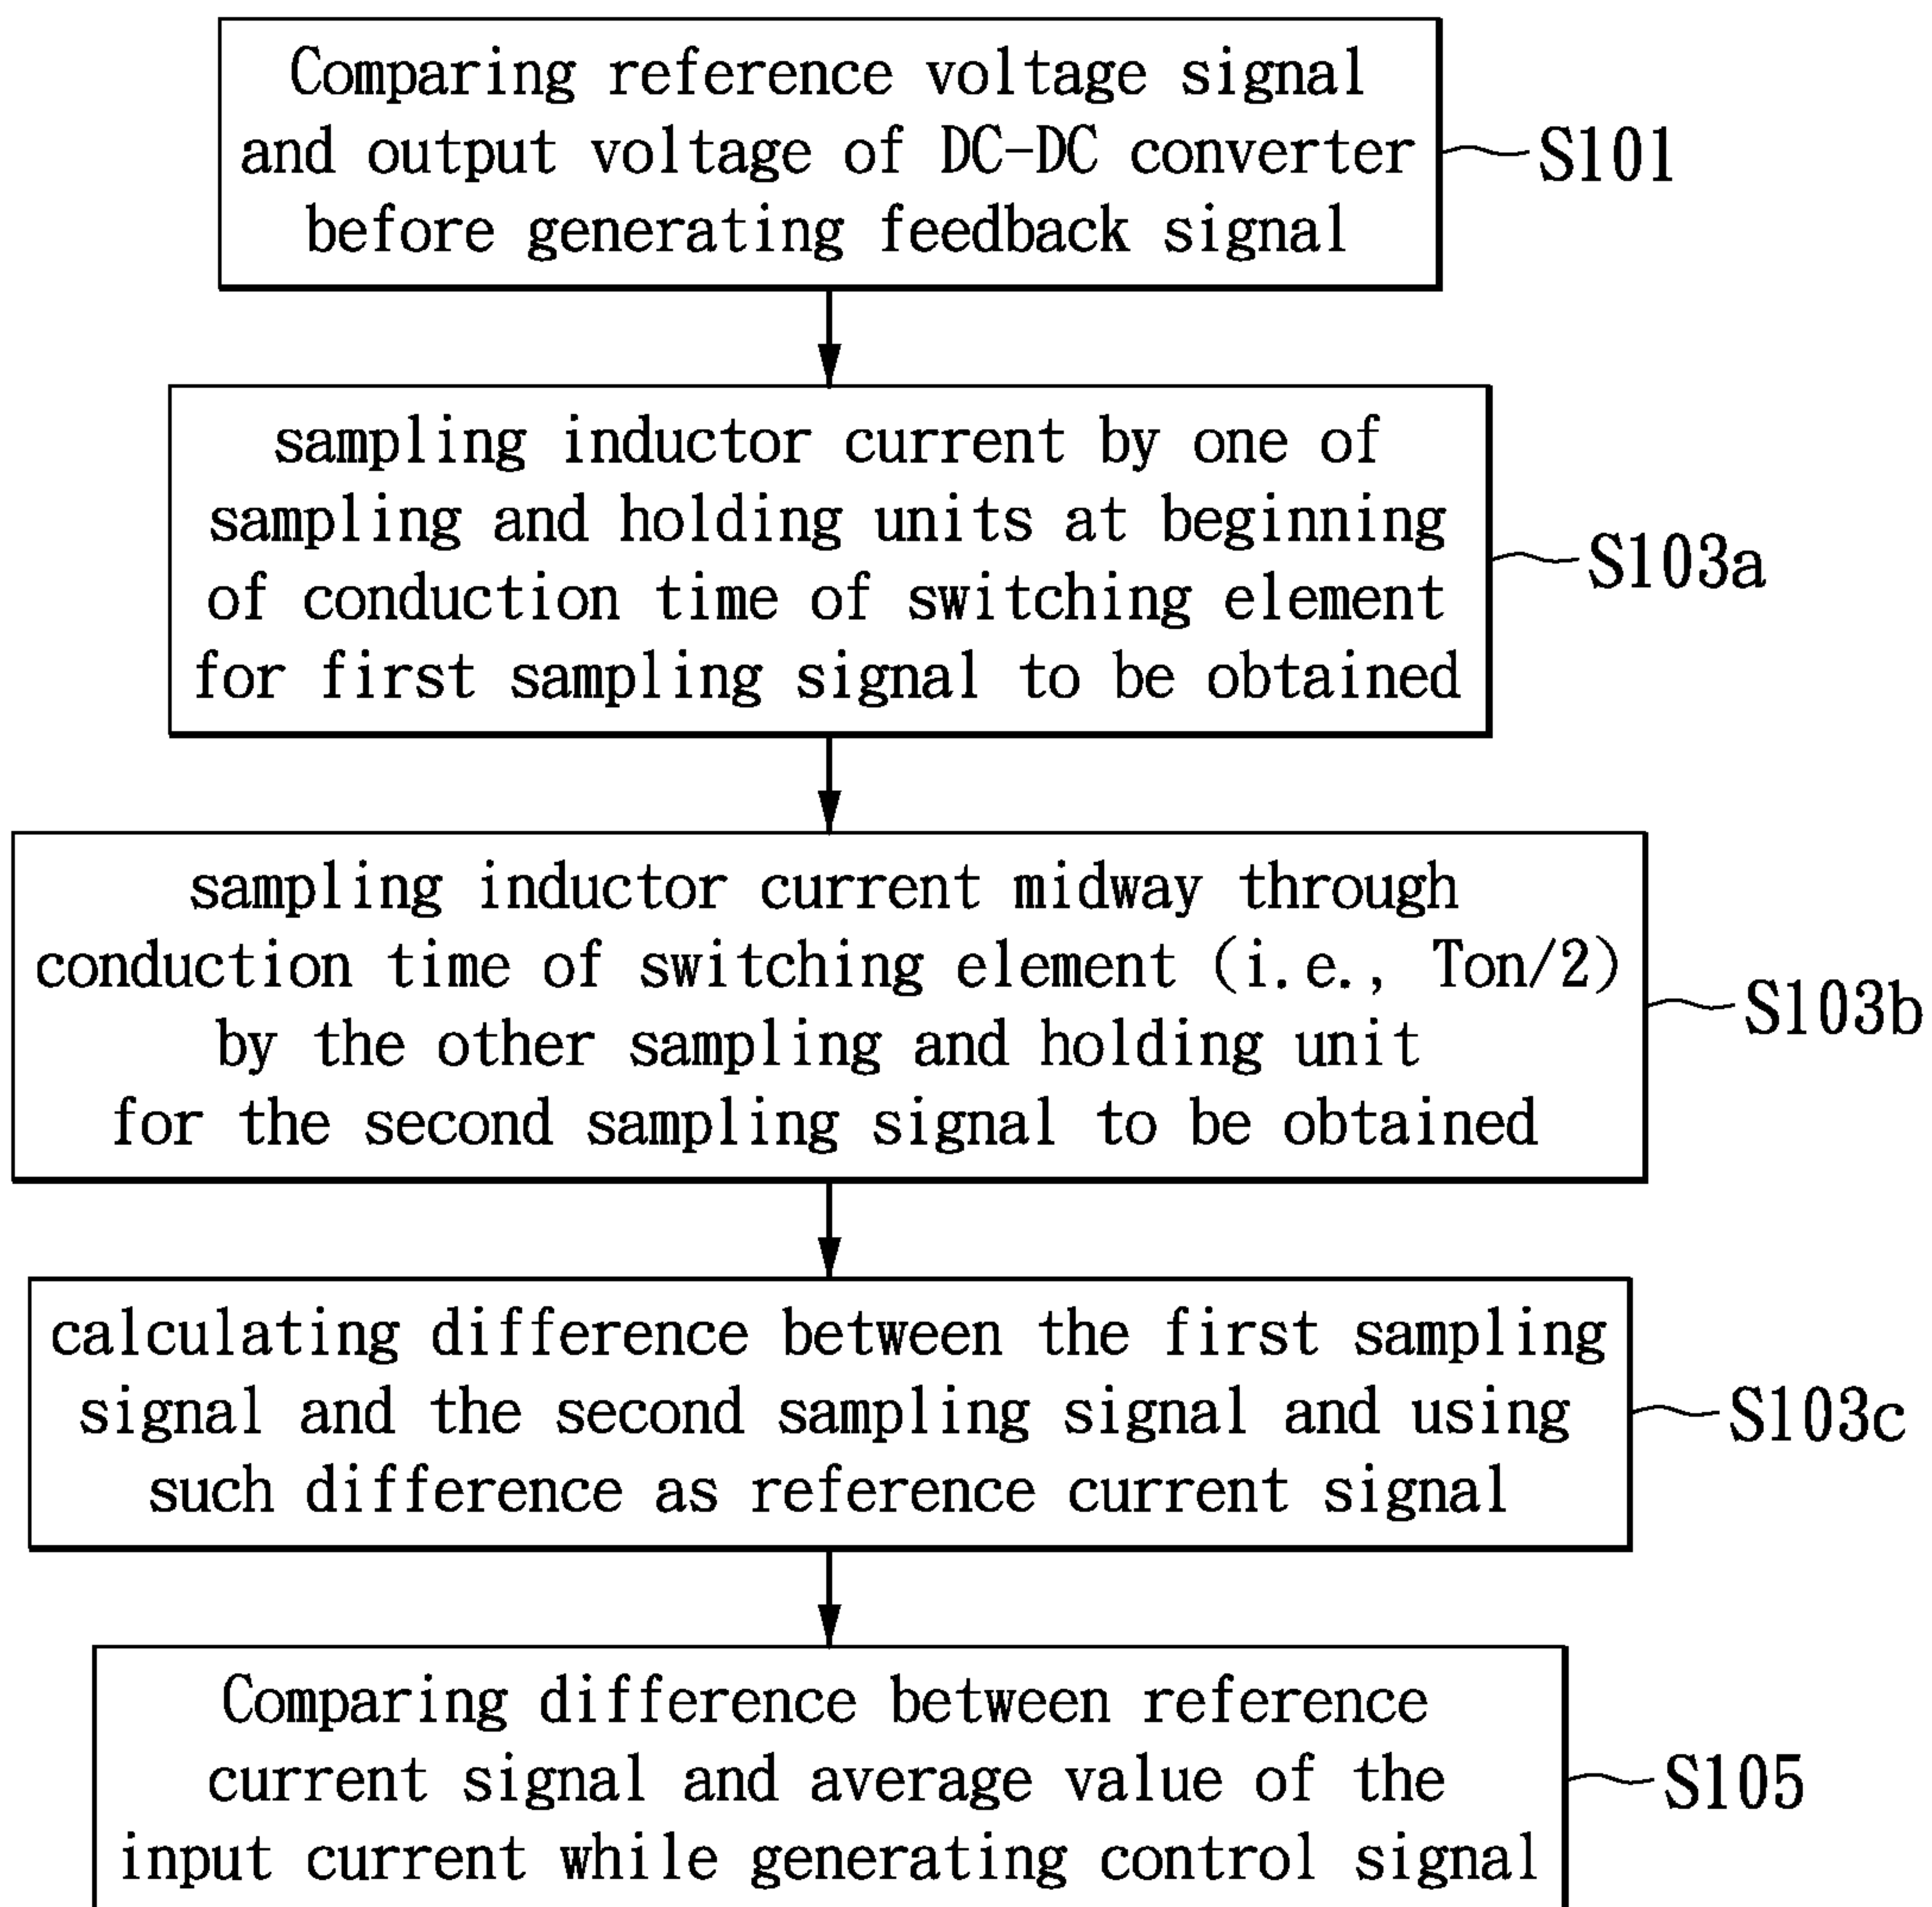 Comparing reference voltage signal
and output voltage of DC-DC converter
before generating feedback signal
S101
sampling inductor current by one of
sampling and holding units at beginning
of conduction time of switching element
for first sampling signal to be obtained
S103a
sampling inductor current midway through
conduction time of switching element (i.e., Ton/2)
by the other sampling and holding unit
for the second sampling signal to be obtained
S103b
calculating difference between the first sampling
signal and the second sampling signal and using
such difference as reference current signal
S103c
Comparing difference between reference
current signal and average value of the
input current while generating control signal
S105